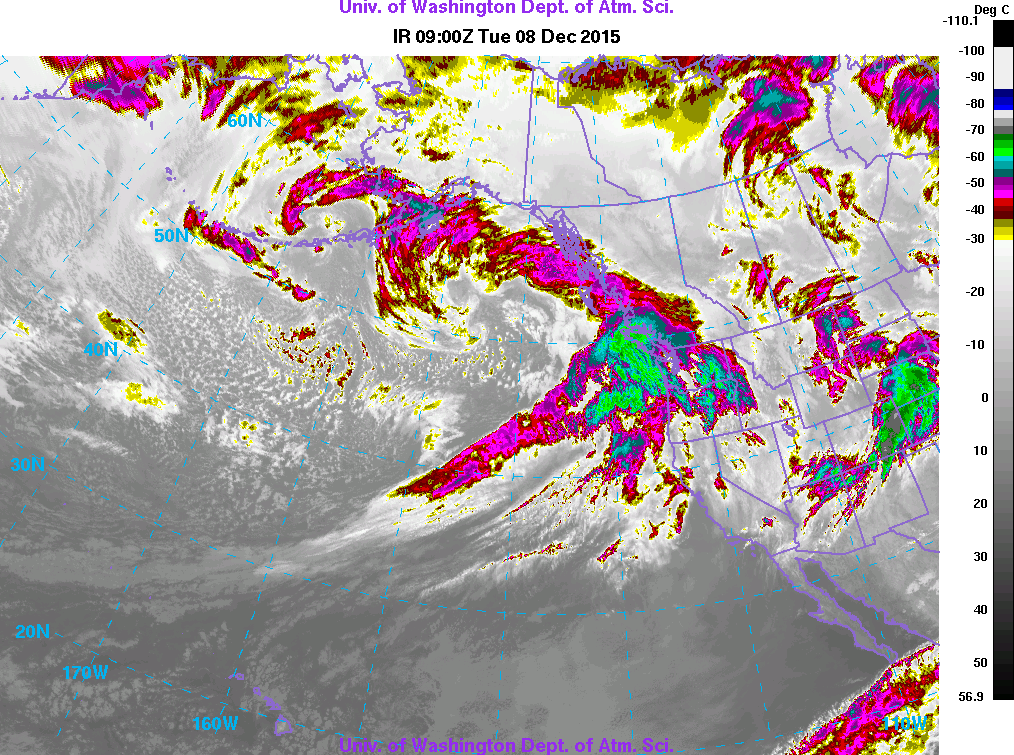 Univ. of Washington Dept. of Atm. Sci.
Deg C
IR 09:00Z Tue 08 Dec 2015
-110.1
-100
-90
-80
-70
-60
-50
-40
-30
-20
-10
0
10
20
30
40
50
56.9
60N
50N
40N
30N
20N
170W
160W
110W
Univ. of Washington Dept. of Atm. Sci.